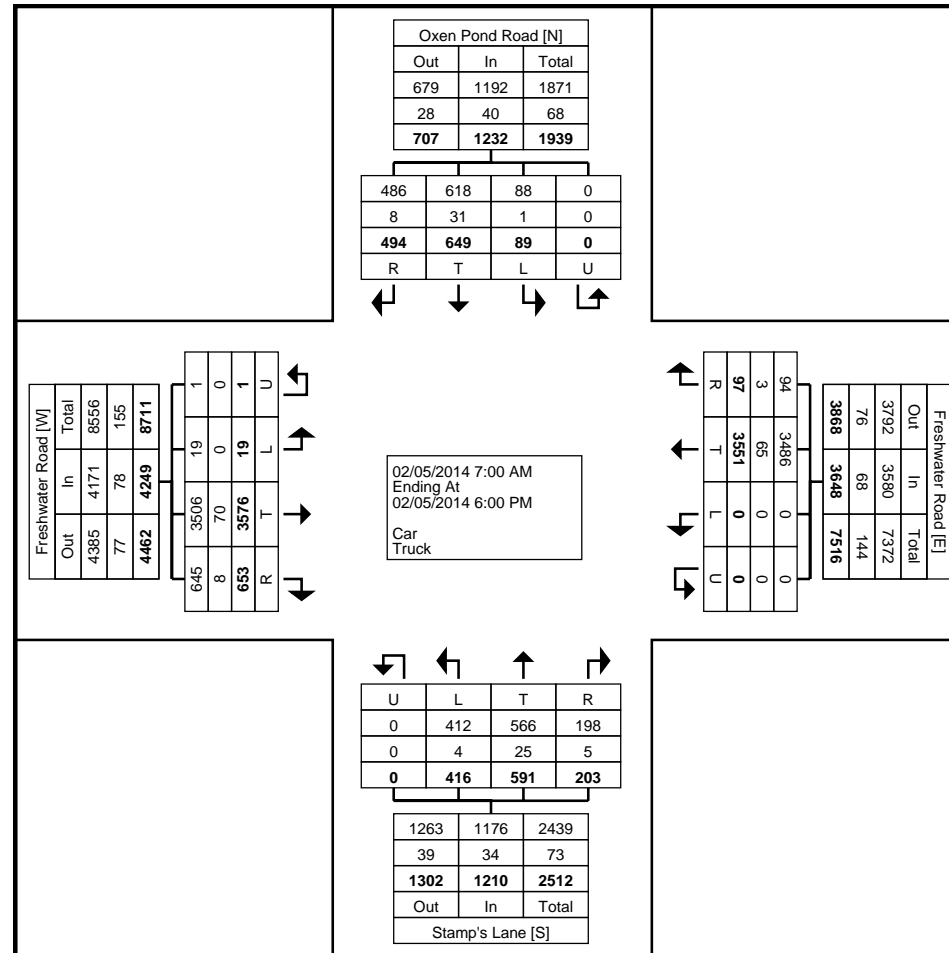 Oxen Pond Road [N]
Out In Total
679 1192 1871
28 40 68
707 1232 1939
486 618 88 0
8 31 1 0
494 649 89 0
R T L U
Freshwater Road [W]
Total In Out
8556 4171 4385
155 78 77
8711 4249 4462
1 19 3506 645
0 0 70 8
1 19 3576 653
U L T R
02/05/2014 7:00 AM
Ending At
02/05/2014 6:00 PM
Car
Truck
R T L U
97 3551 0 0
3 65 0 0
94 3486 0 0
Freshwater Road [E]
Out In Total
3792 3580 7372
76 68 144
3868 3648 7516
U L T R
0 412 566 198
0 4 25 5
0 416 591 203
1263 1176 2439
39 34 73
1302 1210 2512
Out In Total
Stamp's Lane [S]